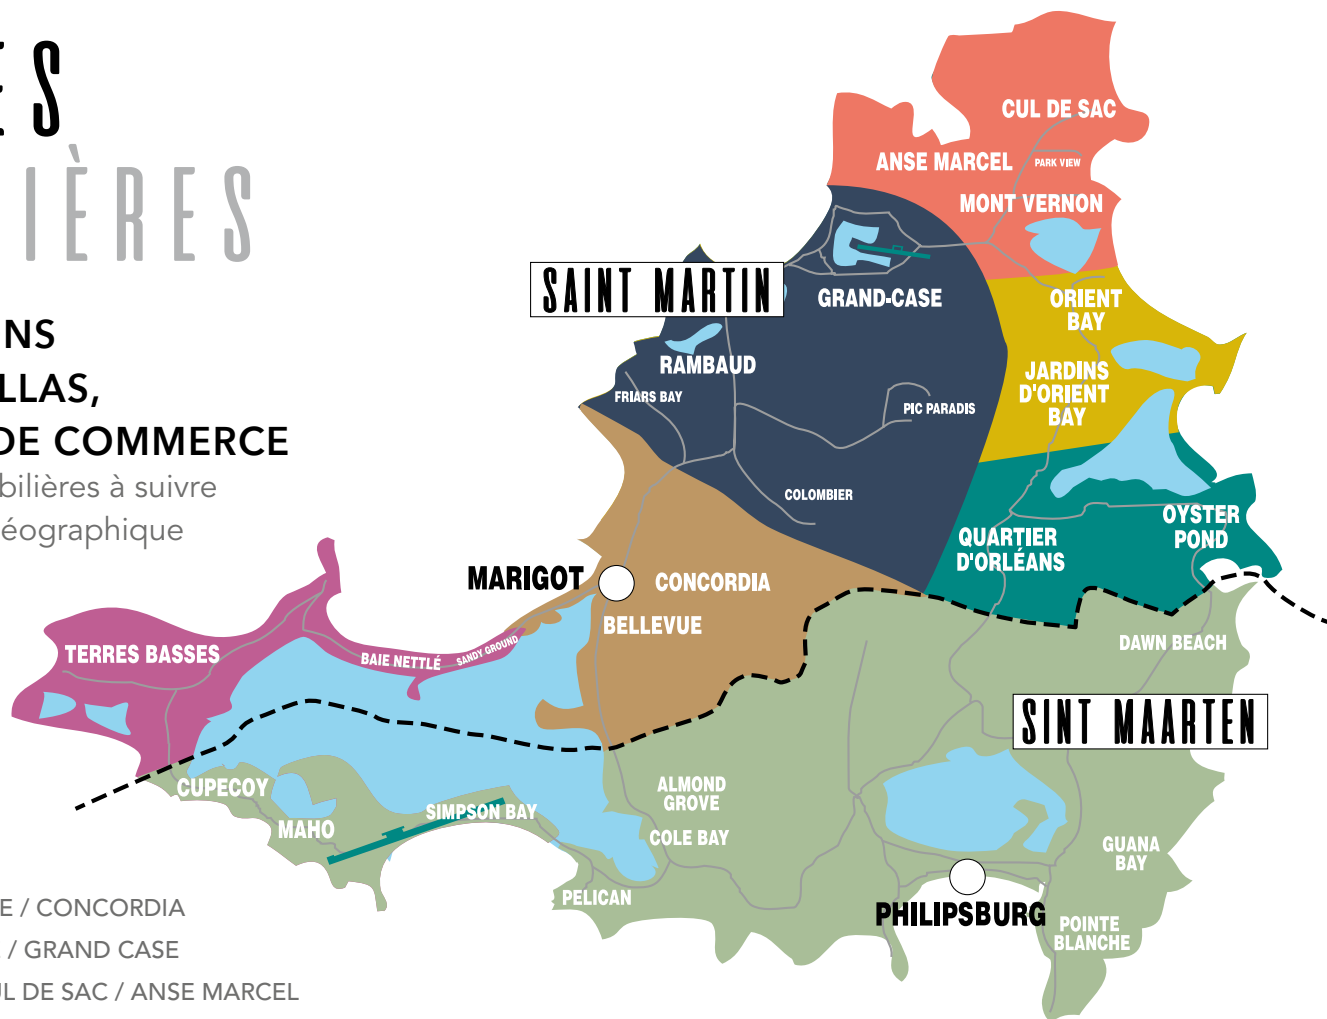 ES
IÈRES
NS
LLAS,
DE COMMERCE
bilières à suivre
éographique
CUL DE SAC
ANSE MARCEL
PARK VIEW
MONT VERNON
SAINT MARTIN
GRAND-CASE
ORIENT
BAY
RAMBAUD
JARDINS
D'ORIENT
BAY
FRIARS BAY
PIC PARADIS
COLOMBIER
OYSTER
POND
QUARTIER
D'ORLÉANS
MARIGOT
CONCORDIA
BELLEVUE
TERRES BASSES
BAIE NETTLÉ
SANDY GROUND
DAWN BEACH
SINT MAARTEN
CUPECOY
MAHO
SIMPSON BAY
ALMOND
GROVE
COLE BAY
GUANA
BAY
PELICAN
PHILIPSBURG
POINTE
BLANCHE
E / CONCORDIA
/ GRAND CASE
UL DE SAC / ANSE MARCEL